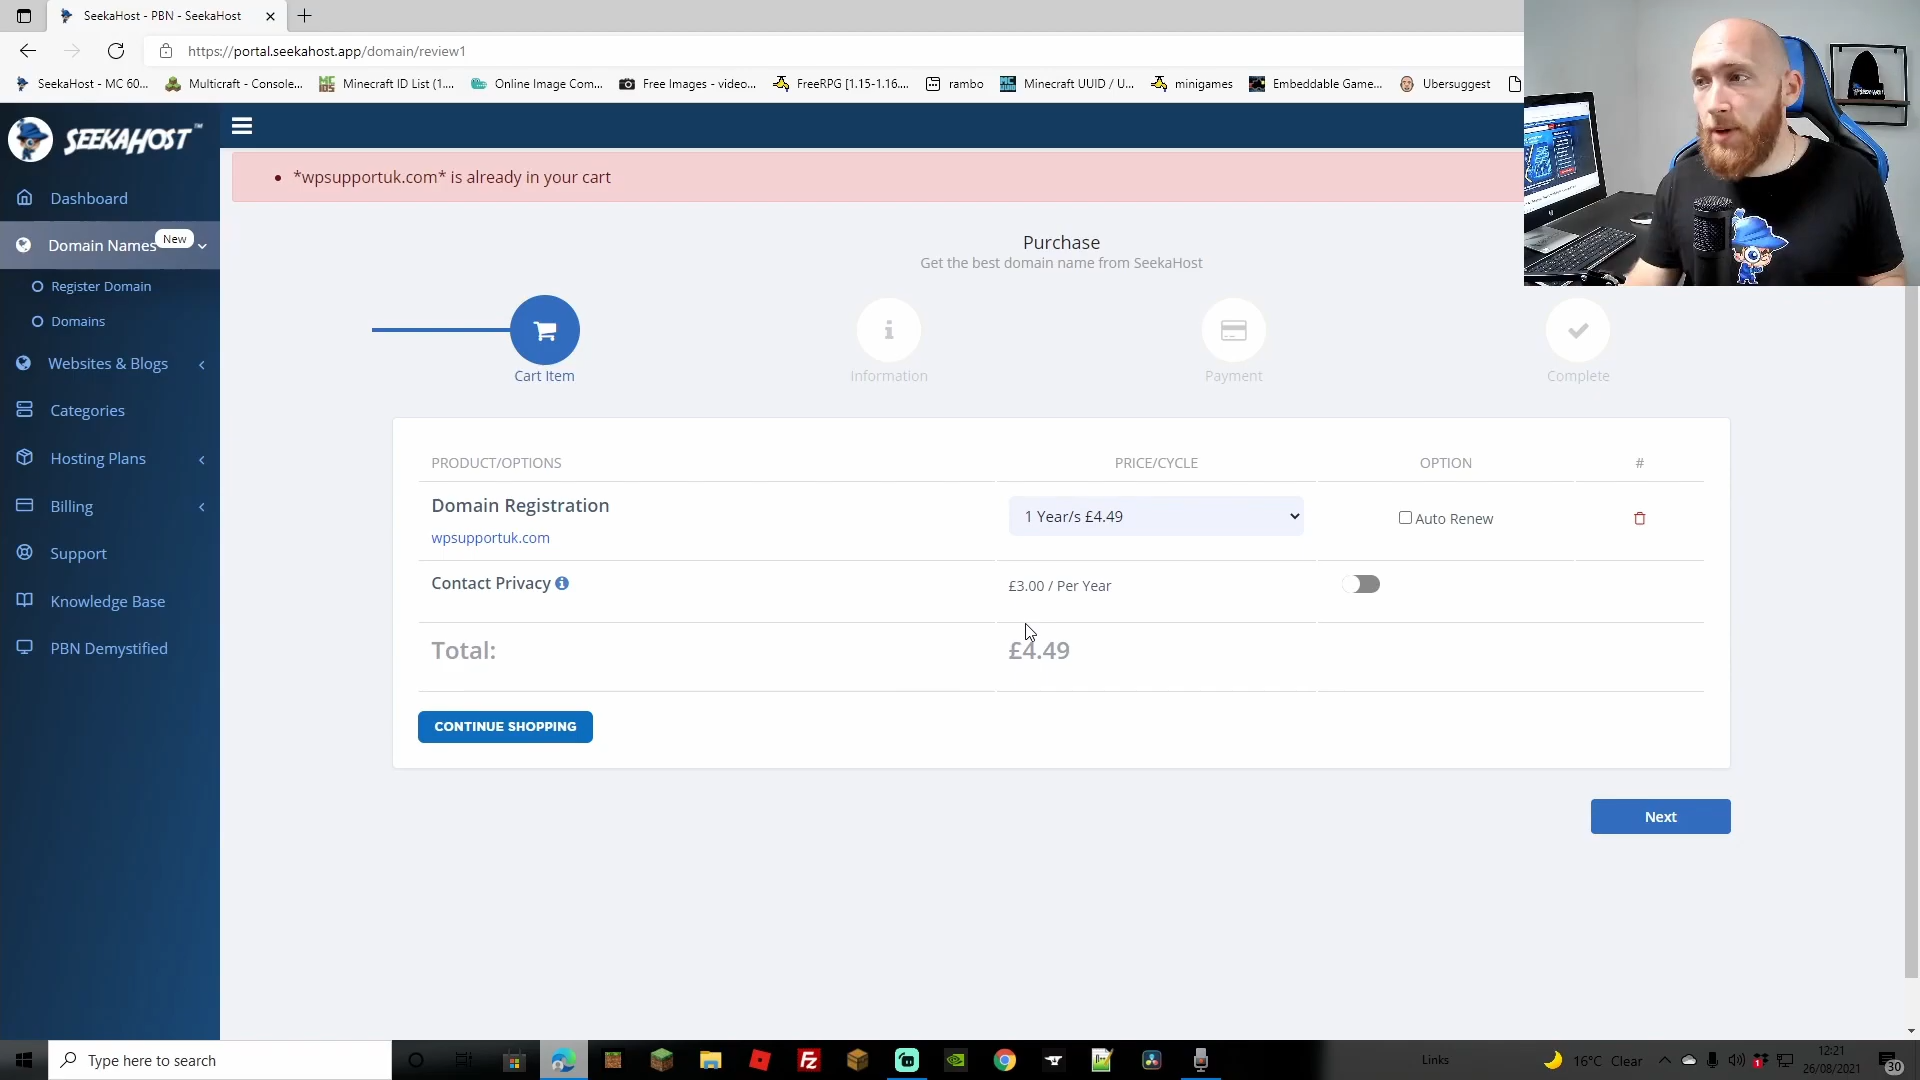 SeekaHost - PBN - SeekaHost
https://portal.seekahost.app/domain/review1
SeekaHost - MC 60...
Multicraft - Console...
Minecraft ID List (1....
Online Image Com...
Free Images - video...
FreeRPG [1.15-1.16....
rambo
Minecraft UUID / U...
minigames
Embeddable Game...
Ubersuggest
SEEKAHOST™
Dashboard
Domain Names
New
Register Domain
Domains
Websites & Blogs
Categories
Hosting Plans
Billing
Support
Knowledge Base
PBN Demystified
*wpsupportuk.com* is already in your cart
Purchase
Get the best domain name from SeekaHost
Cart Item
Information
Payment
Complete
PRODUCT/OPTIONS
PRICE/CYCLE
OPTION
#
Domain Registration
wpsupportuk.com
1 Year/s £4.49
Auto Renew
Contact Privacy
£3.00 / Per Year
Total:
£4.49
CONTINUE SHOPPING
Next
Type here to search
Links
16°C Clear
12:21
26/08/2021
30